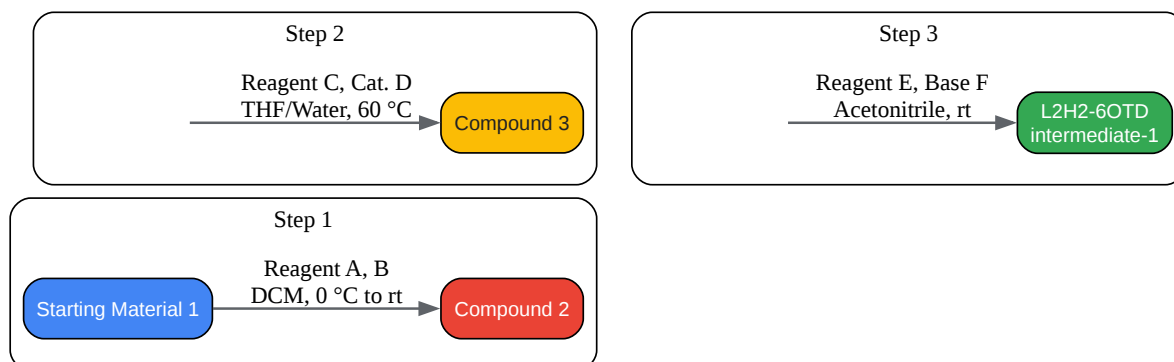 Step 2
Reagent C, Cat. D
THF/Water, 60 °C
Compound 3
Step 3
Reagent E, Base F
Acetonitrile, rt
L2H2-6OTD
intermediate-1
Step 1
Starting Material 1
Reagent A, B
DCM, 0 °C to rt
Compound 2